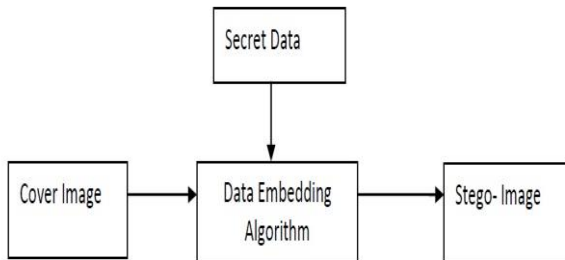 Secret Data
Cover Image
Data Embedding
Algorithm
Stego- Image